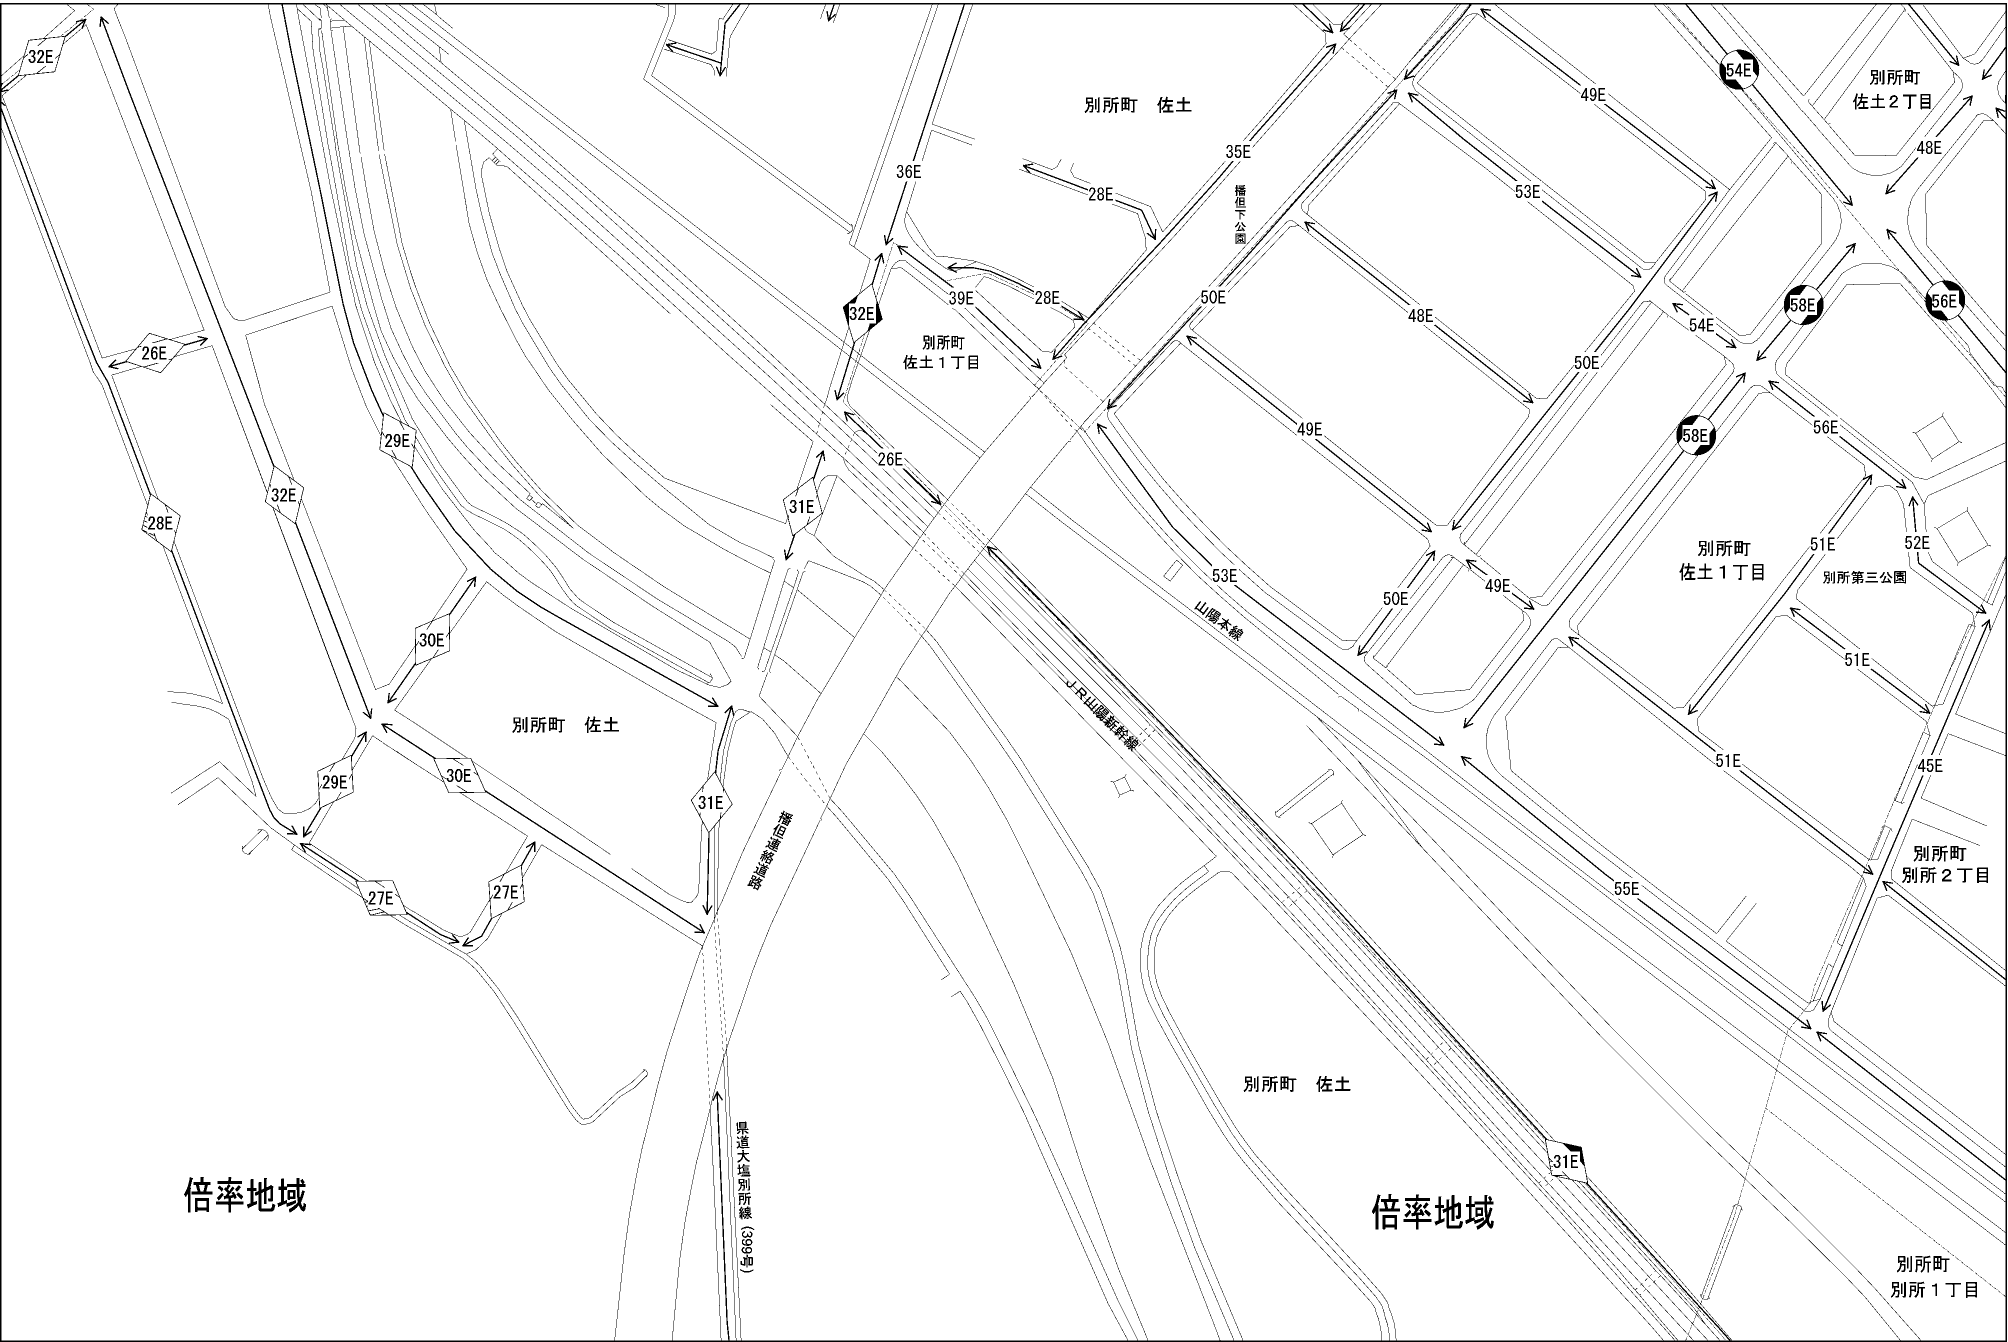 32E
54E
別所町
佐土２丁目
49E
別所町　佐土
48E
35E
36E
28E
53E
播但下公園
50E
39E
28E
32E
58E
56E
48E
54E
別所町
佐土１丁目
26E
50E
29E
49E
56E
58E
26E
32E
31E
28E
51E
52E
別所町
佐土１丁目
別所第三公園
53E
49E
50E
山陽本線
30E
51E
ＪＲ山陽新幹線
別所町　佐土
51E
45E
29E
30E
31E
播但連絡道路
別所町
別所２丁目
55E
27E
27E
別所町　佐土
県道大塩別所線(399号)
31E
倍率地域
倍率地域
別所町
別所１丁目